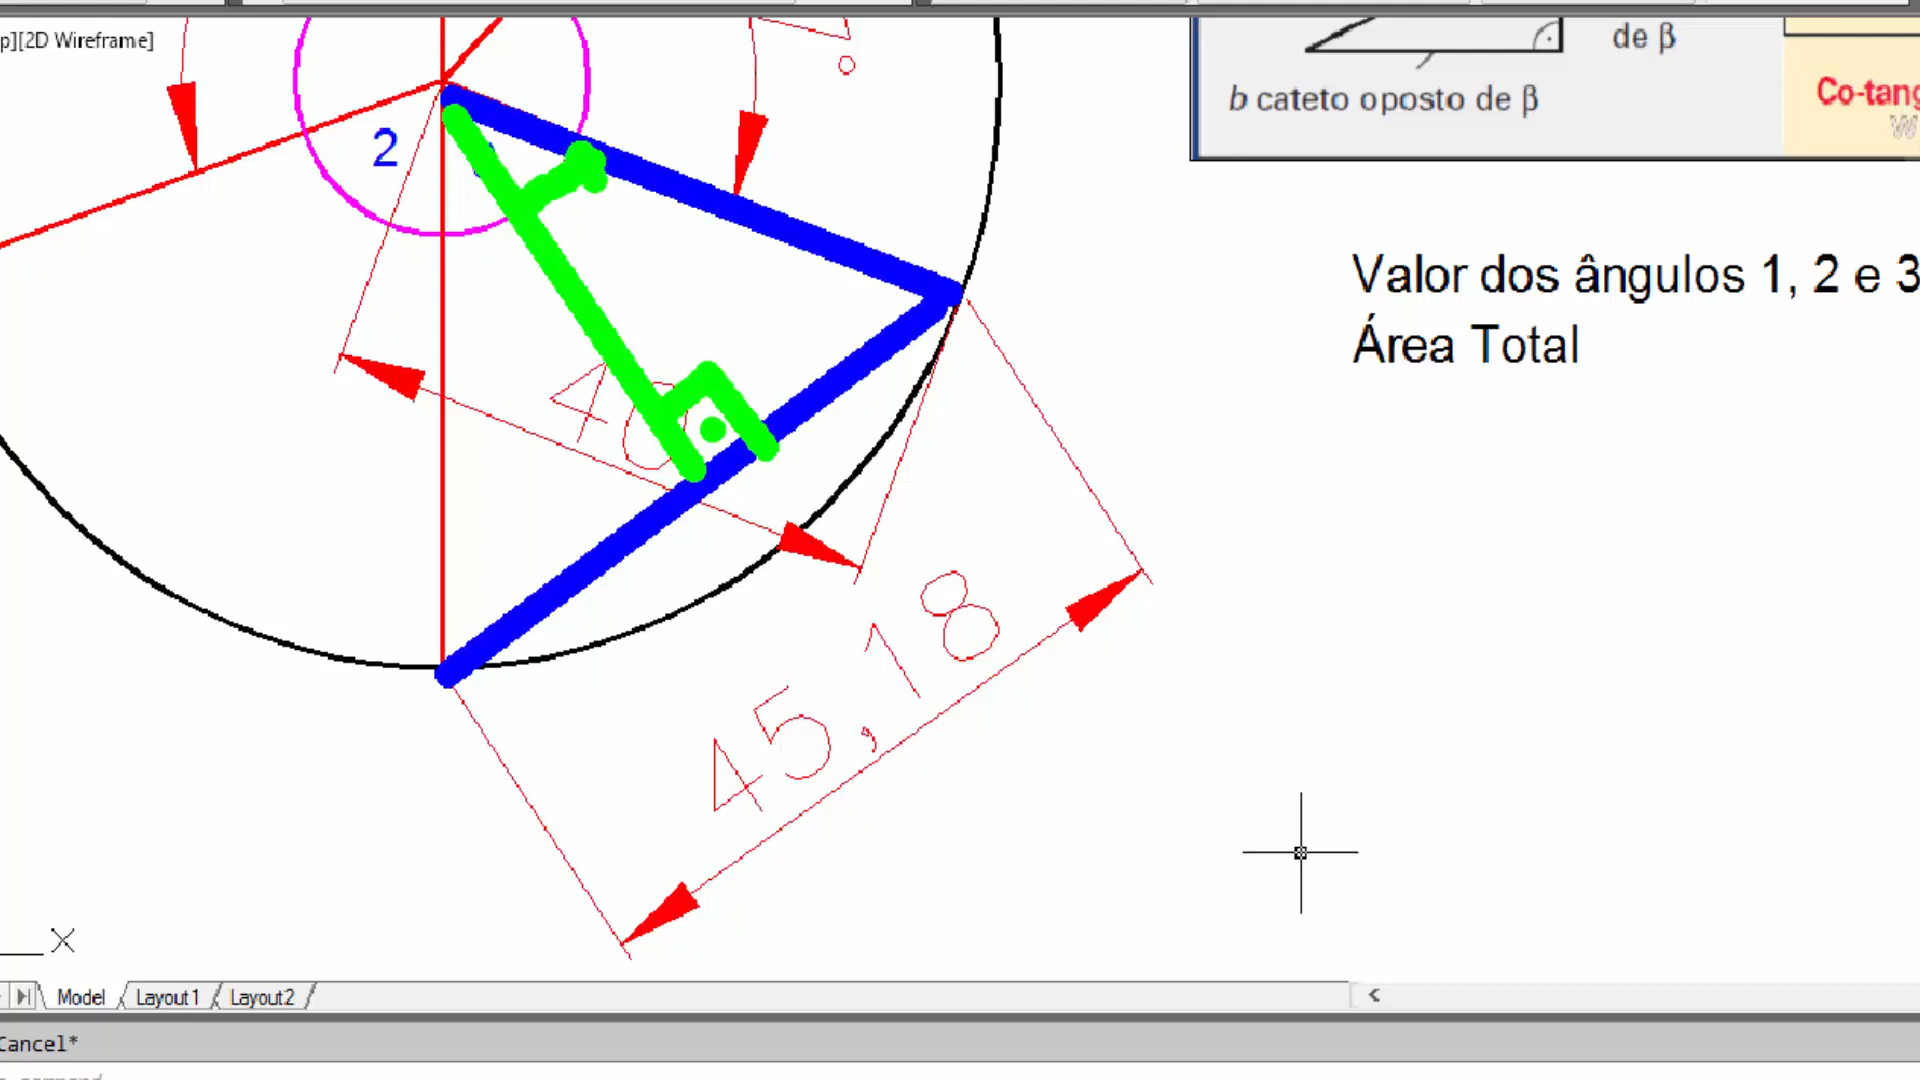 p][2D Wireframe]
de β
b cateto oposto de β
Co-tang
W
2
40
Valor dos ângulos 1, 2 e 3
Área Total
45,18
X
Model
Layout1
Layout2
Cancel*